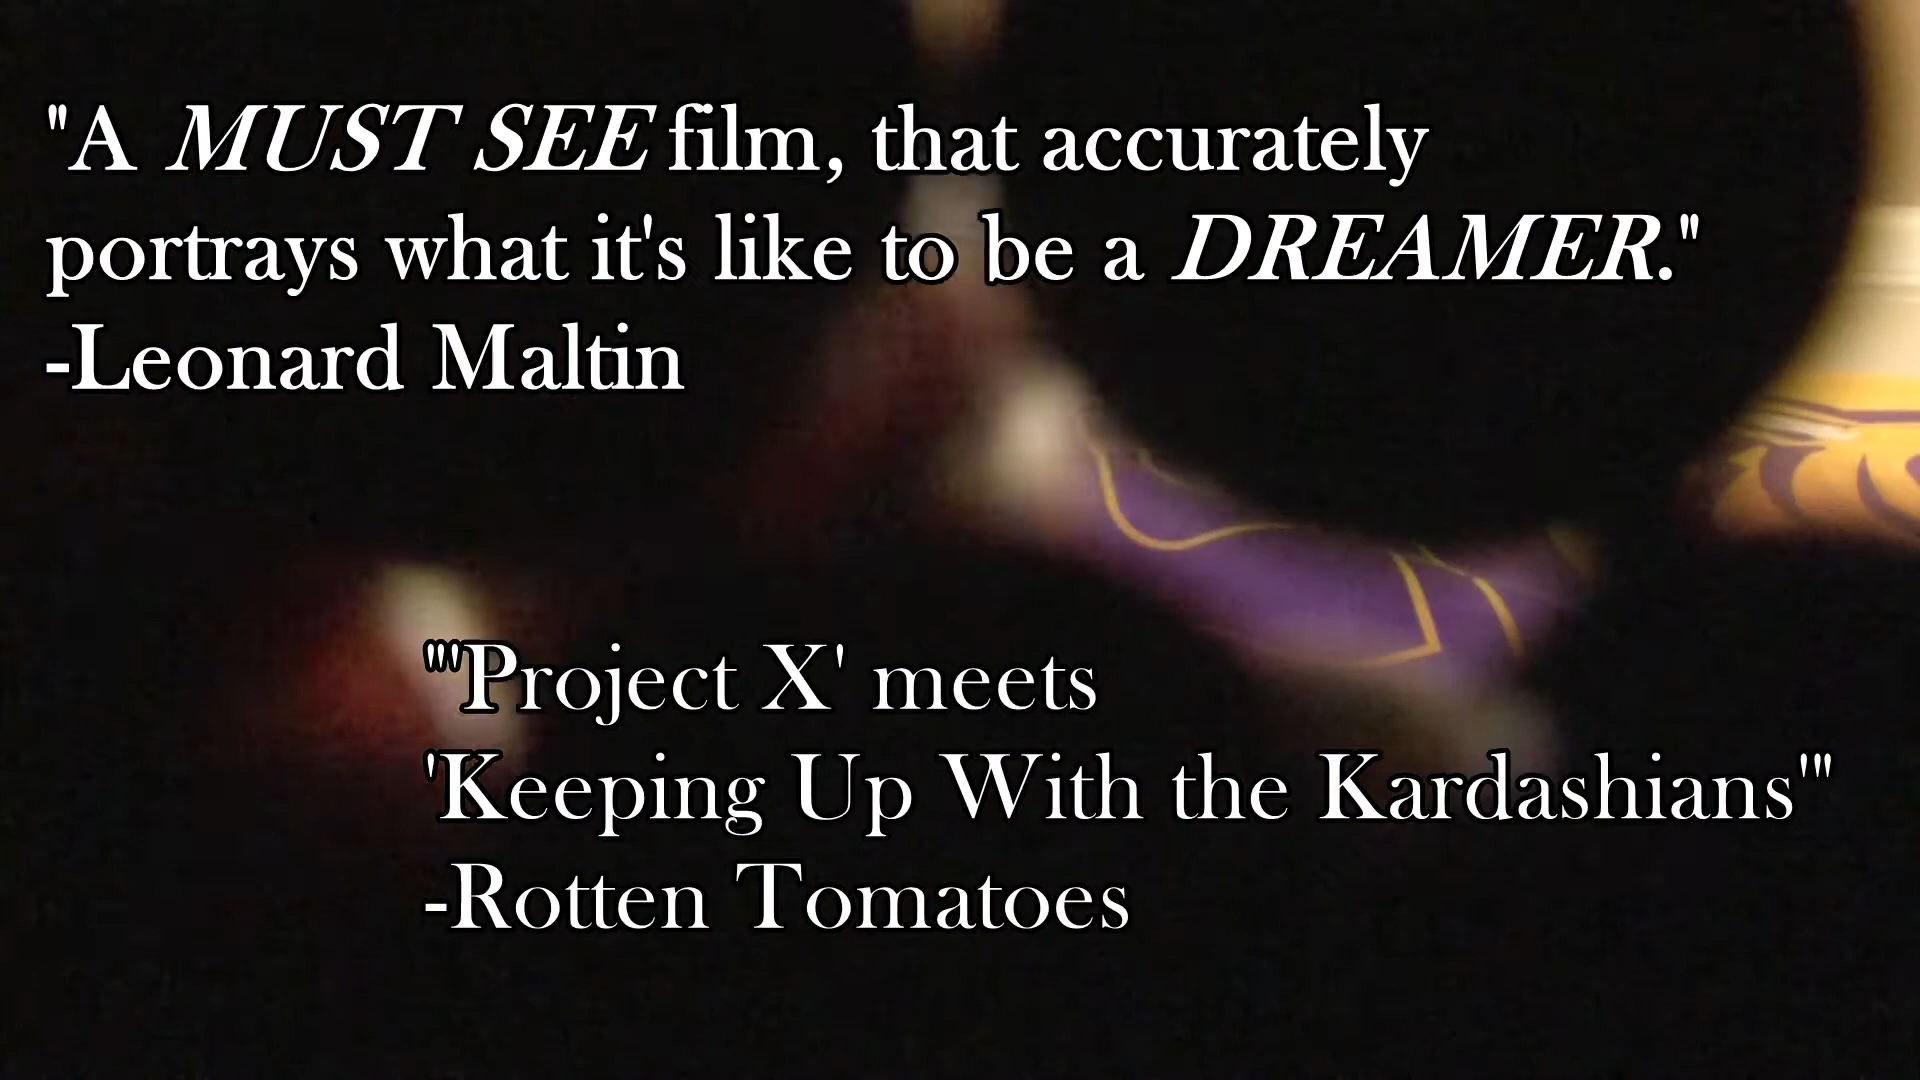 "A MUST SEE film, that accurately
portrays what it's like to be a DREAMER."
-Leonard Maltin
"'Project X' meets
'Keeping Up With the Kardashians'"
-Rotten Tomatoes